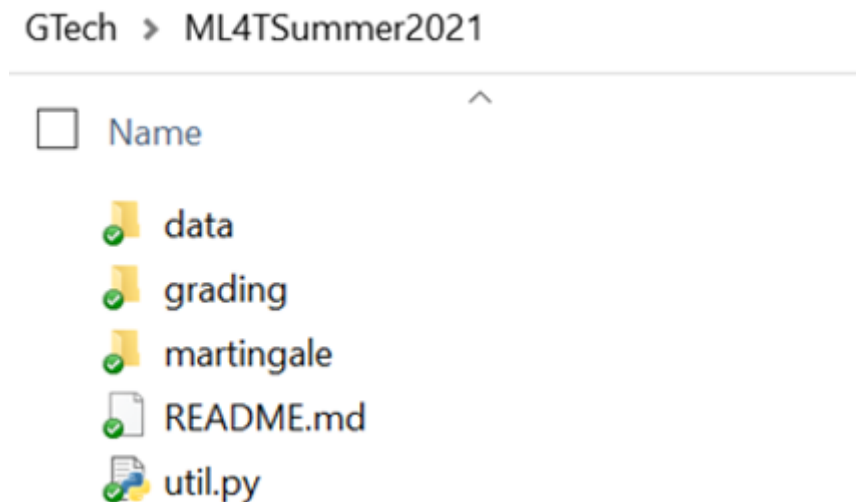 GTech > ML4TSummer2021
Name
data
grading
martingale
README.md
util.py